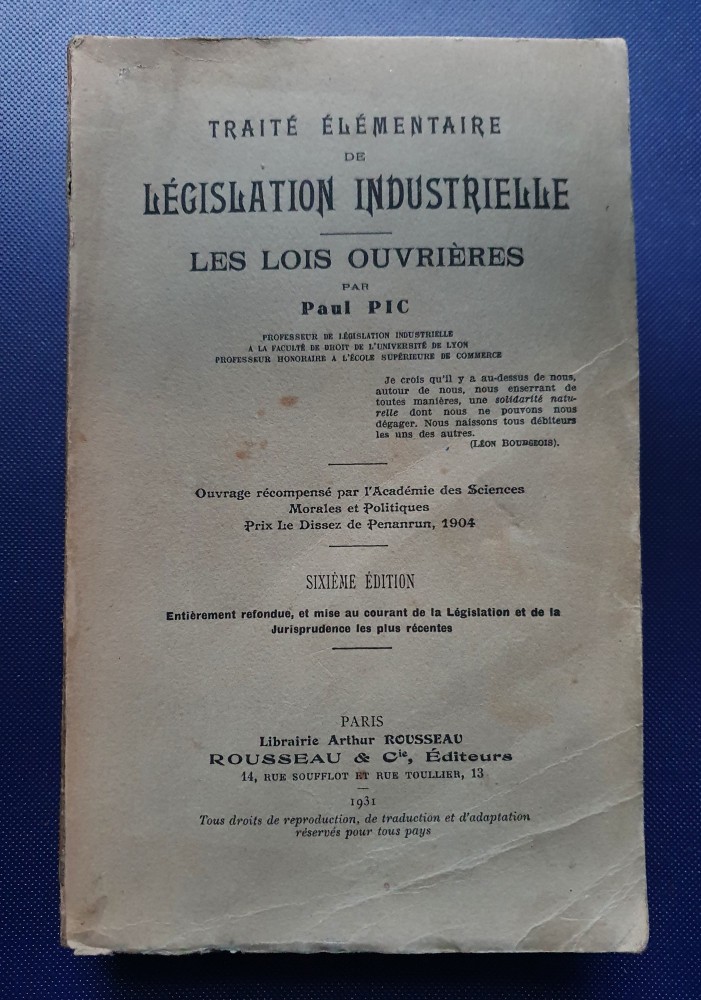 TRAITÉ ÉLÉMENTAIRE
DE
LÉGISLATION INDUSTRIELLE
LES LOIS OUVRIÈRES
PAR
Paul PIC
PROFESSEUR DE LÉGISLATION INDUSTRIELLE
A LA FACULTÉ DE DROIT DE L'UNIVERSITÉ DE LYON
PROFESSEUR HONORAIRE A L'ÉCOLE SUPÉRIEURE DE COMMERCE
Je crois qu'il y a au-dessus de nous,
autour de nous, nous enserrant de
toutes manières, une solidarité natu-
relle dont nous ne pouvons nous
dégager. Nous naissons tous débiteurs
les uns des autres.
(LÉON BOURGEOIS).
Ouvrage récompensé par l'Académie des Sciences
Morales et Politiques
Prix Le Dissez de Penanrun, 1904
SIXIÈME ÉDITION
Entièrement refondue, et mise au courant de la Législation et de la
Jurisprudence les plus récentes
PARIS
Librairie Arthur ROUSSEAU
ROUSSEAU & Cie, Éditeurs
14, RUE SOUFFLOT ET RUE TOULLIER, 13
1931
Tous droits de reproduction, de traduction et d'adaptation
réservés pour tous pays